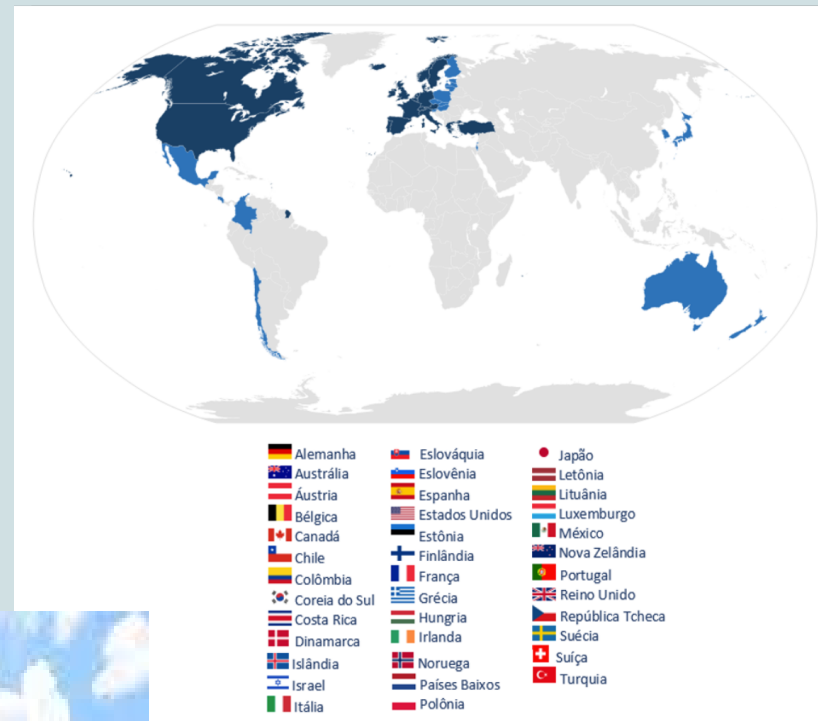 Alemanha
Austrália
Áustria
Bélgica
Canadá
Chile
Colômbia
Coreia do Sul
Costa Rica
Dinamarca
Islândia
Israel
Itália
Eslováquia
Eslovênia
Espanha
Estados Unidos
Estônia
Finlândia
França
Grécia
Hungria
Irlanda
Noruega
Países Baixos
Polônia
Japão
Letônia
Lituânia
Luxemburgo
México
Nova Zelândia
Portugal
Reino Unido
República Tcheca
Suécia
Suíça
Turquia